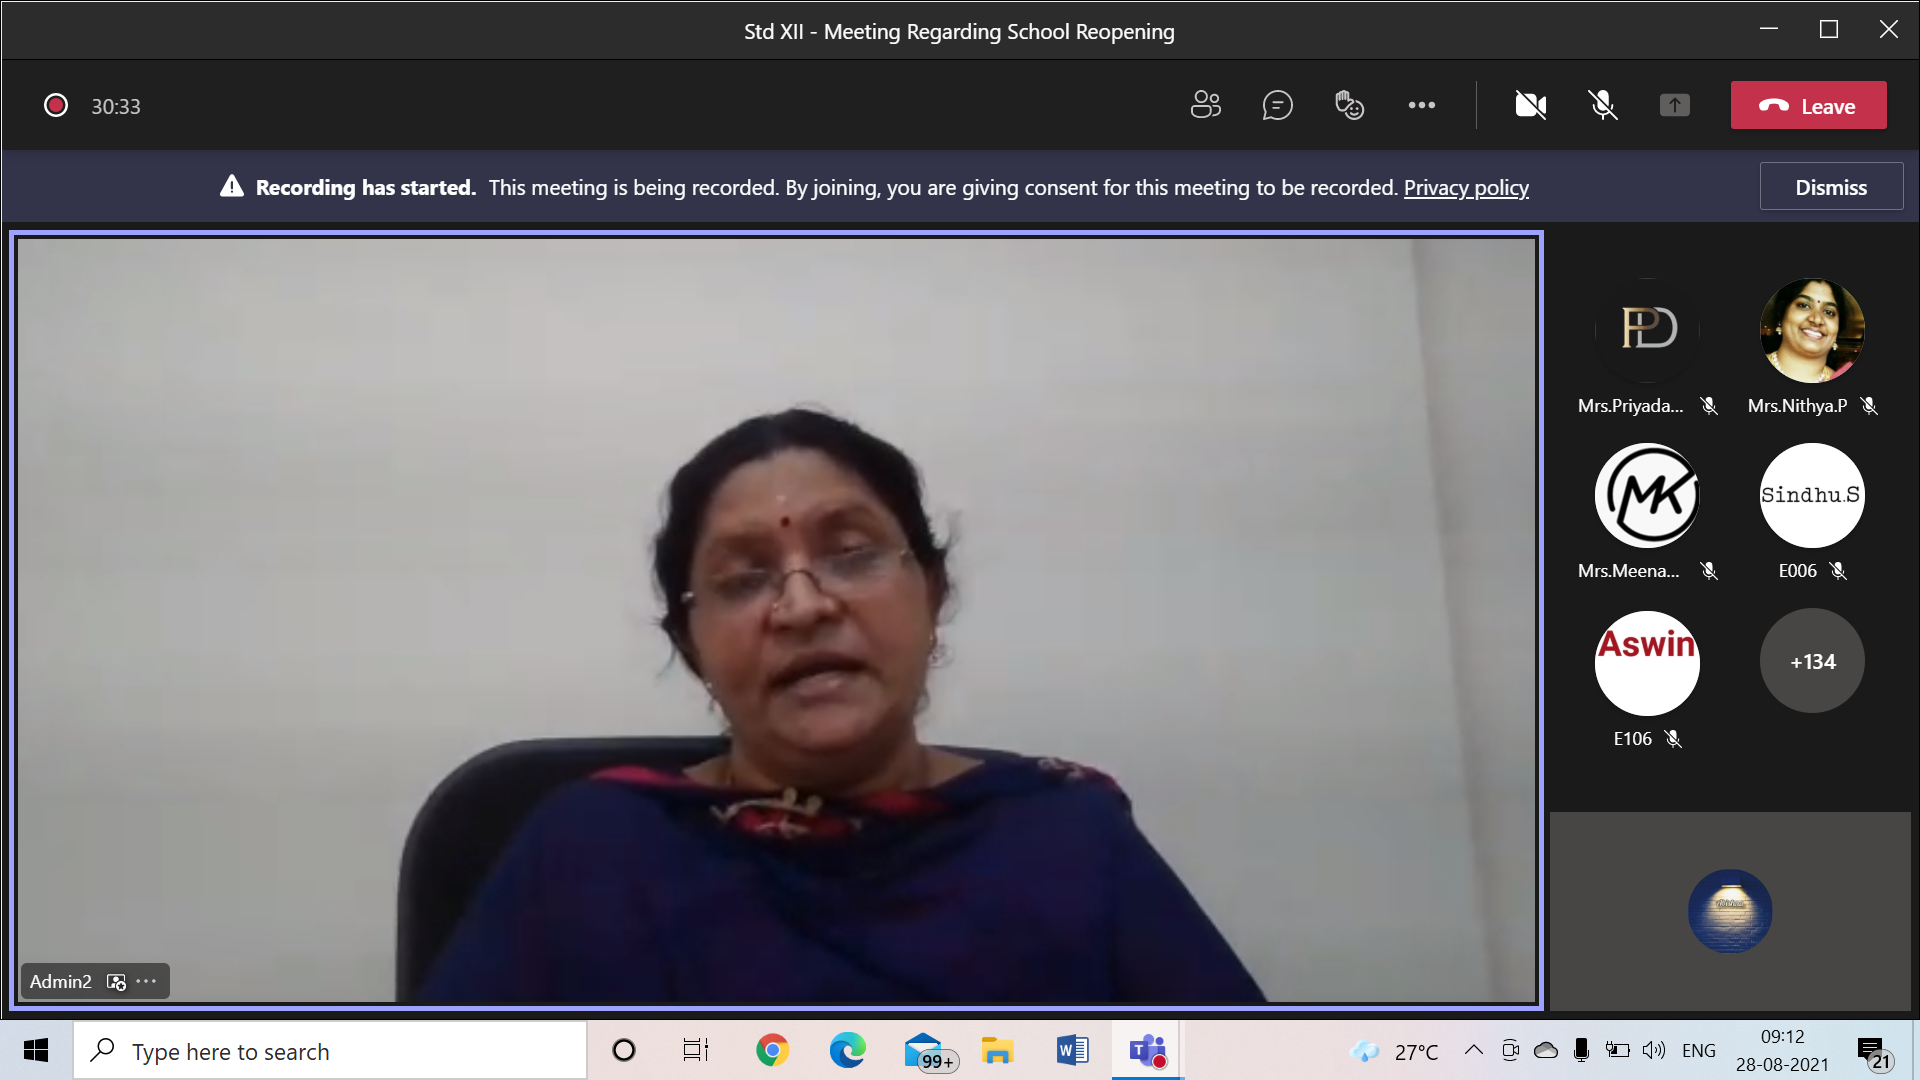 Std XII - Meeting Regarding School Reopening
30:33
Leave
Recording has started. This meeting is being recorded. By joining, you are giving consent for this meeting to be recorded. Privacy policy
Dismiss
PD
Mrs.Priyada...
Mrs.Nithya.P
MK
Sindhu.S
Mrs.Meena...
E006
Aswin
+134
E106
Admin2
Type here to search
99+
W
T
27°C
ENG
09:12
28-08-2021
21